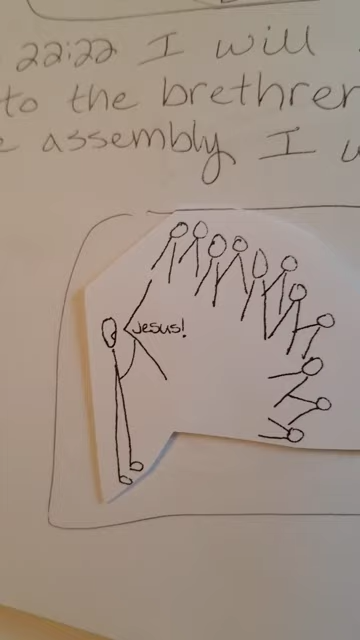 22:22 I will
to the brethren
assembly I w
Jesus!